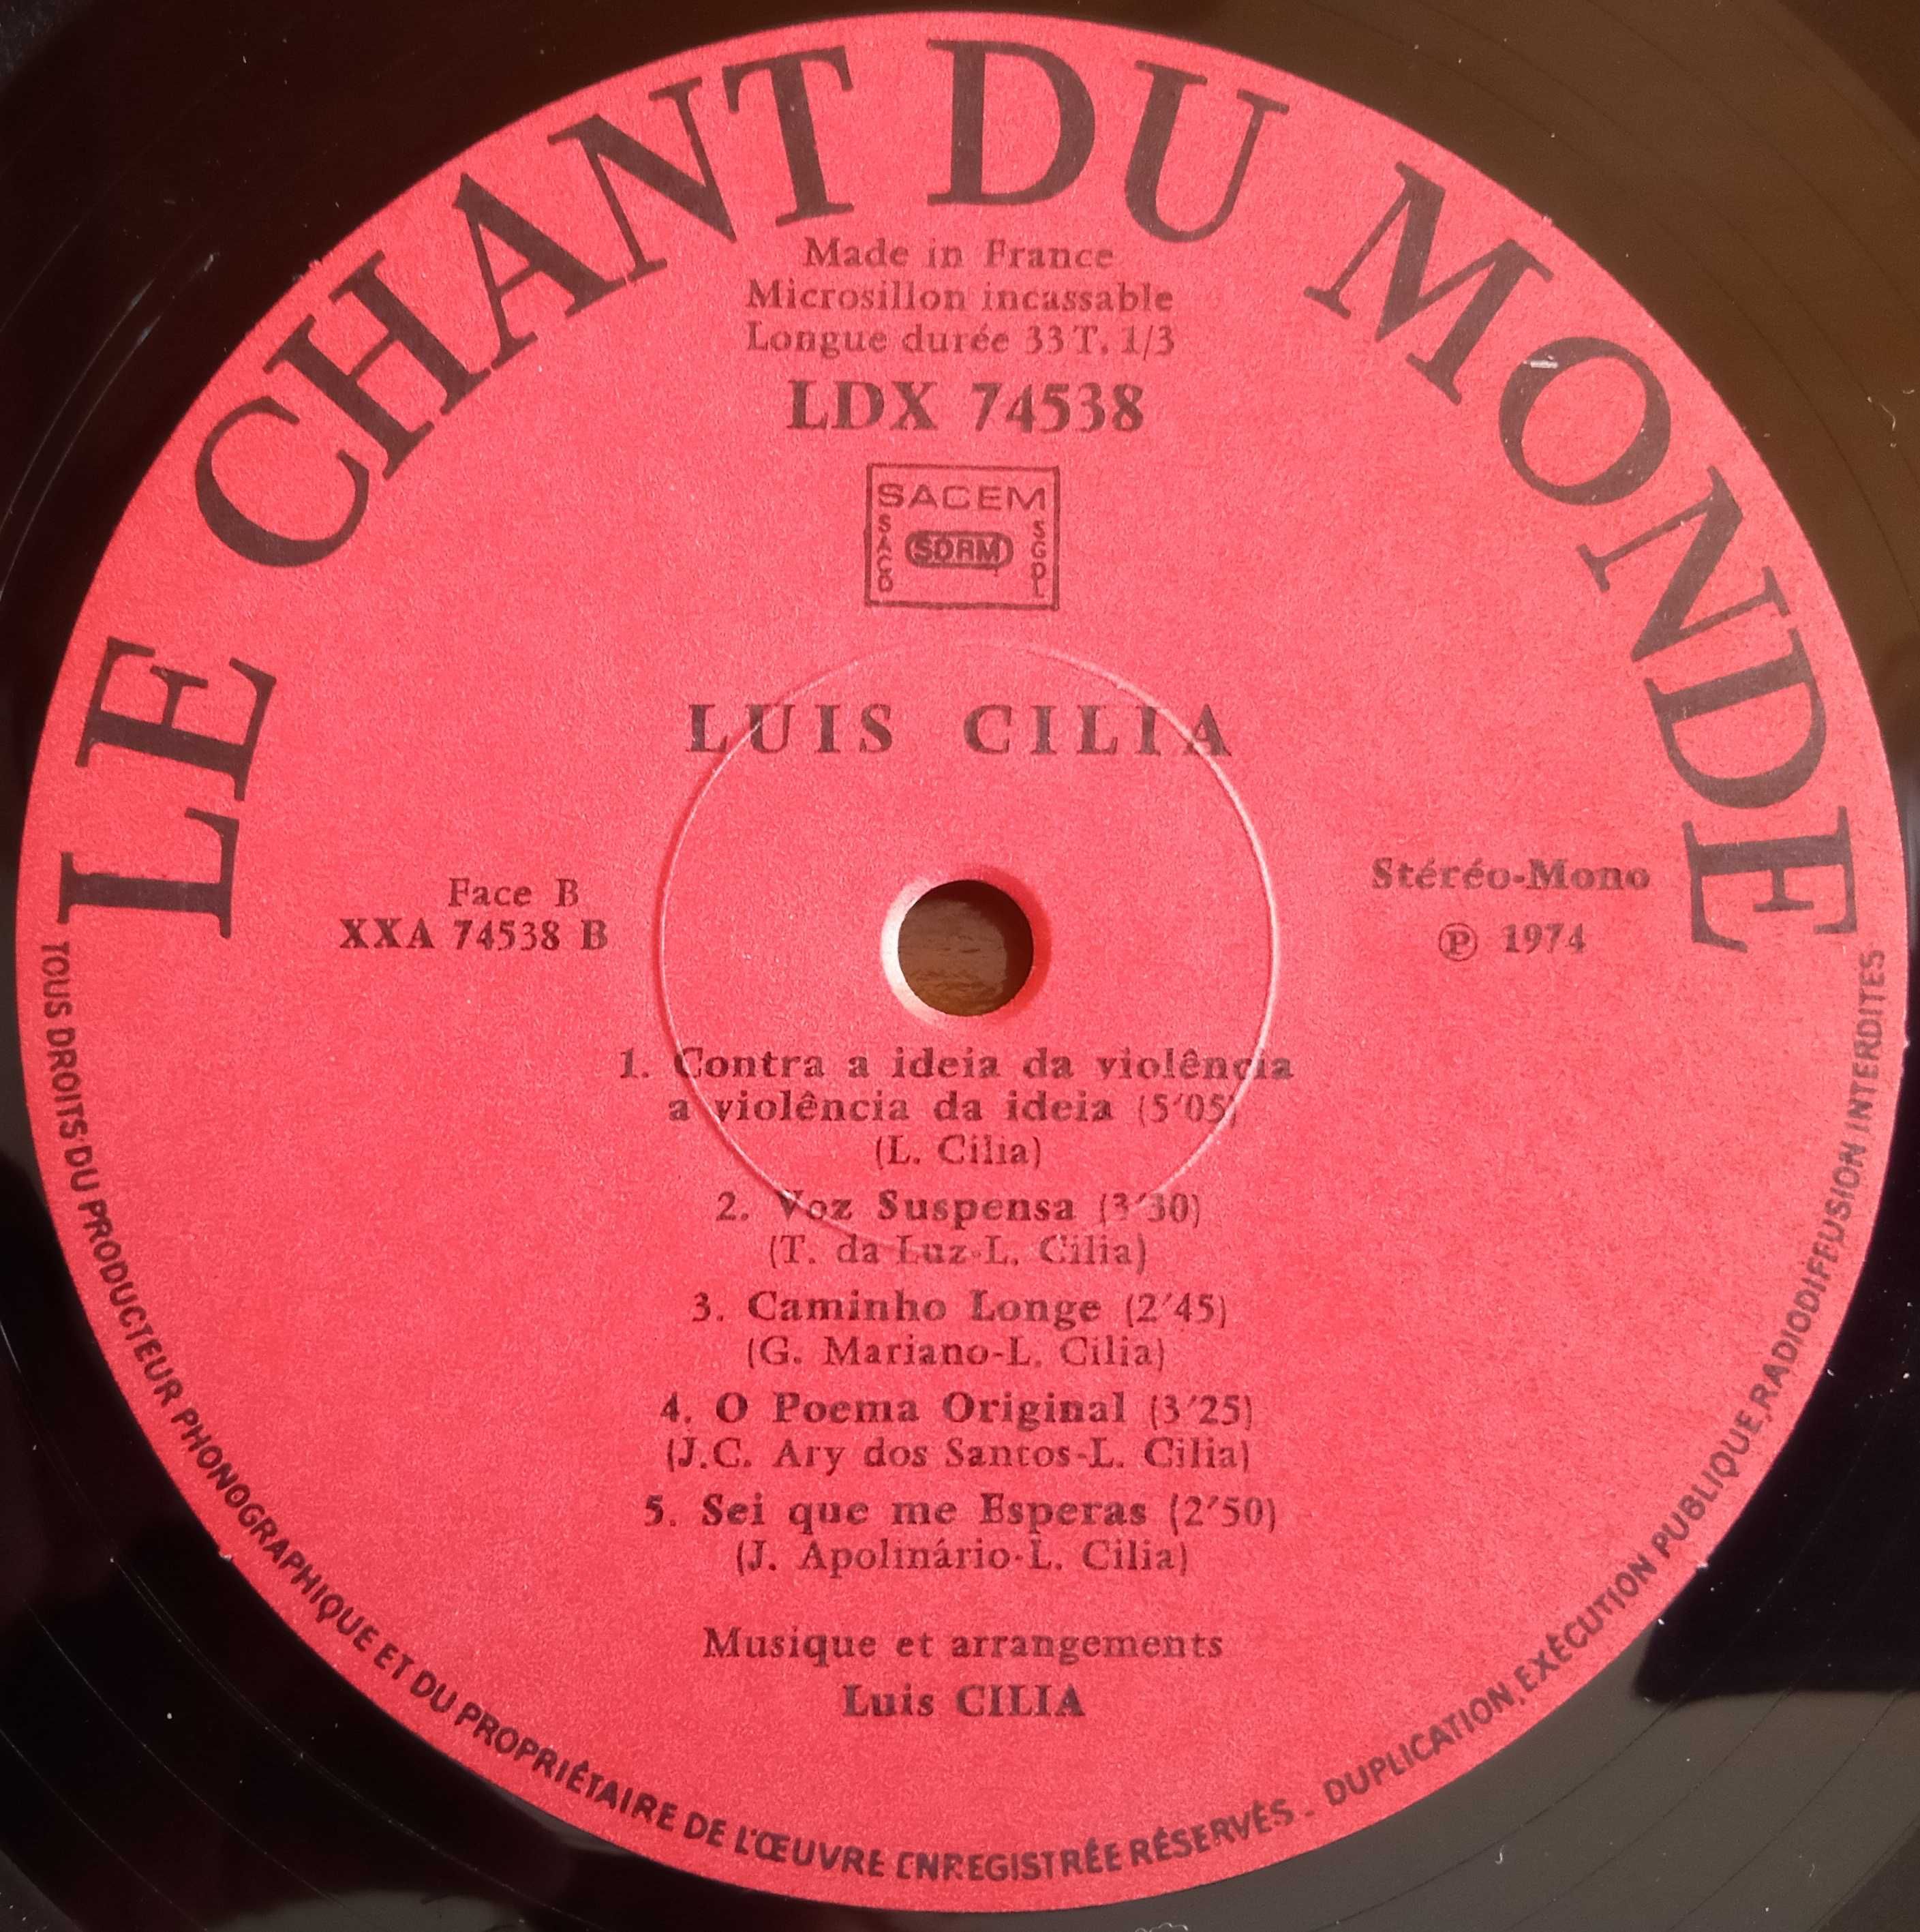 LE CHANT DU MONDE
Made in France
Microsillon incassable
Longue durée 33 T. 1/3
LDX 74538
SACEM
SACD
SDRM
SGDL
LUIS CILIA
Face B
XXA 74538 B
Stéréo-Mono
℗ 1974
1. Contra a ideia da violência
a violência da ideia (5'05)
(L. Cilia)
2. Voz Suspensa (3'30)
(T. da Luz-L. Cilia)
3. Caminho Longe (2'45)
(G. Mariano-L. Cilia)
4. O Poema Original (3'25)
(J.C. Ary dos Santos-L. Cilia)
5. Sei que me Esperas (2'50)
(J. Apolinário-L. Cilia)
Musique et arrangements
Luis CILIA
TOUS DROITS DU PRODUCTEUR PHONOGRAPHIQUE ET DU PROPRIÉTAIRE DE L'ŒUVRE ENREGISTRÉE RÉSERVÉS - DUPLICATION, EXÉCUTION PUBLIQUE, RADIODIFFUSION INTERDITES